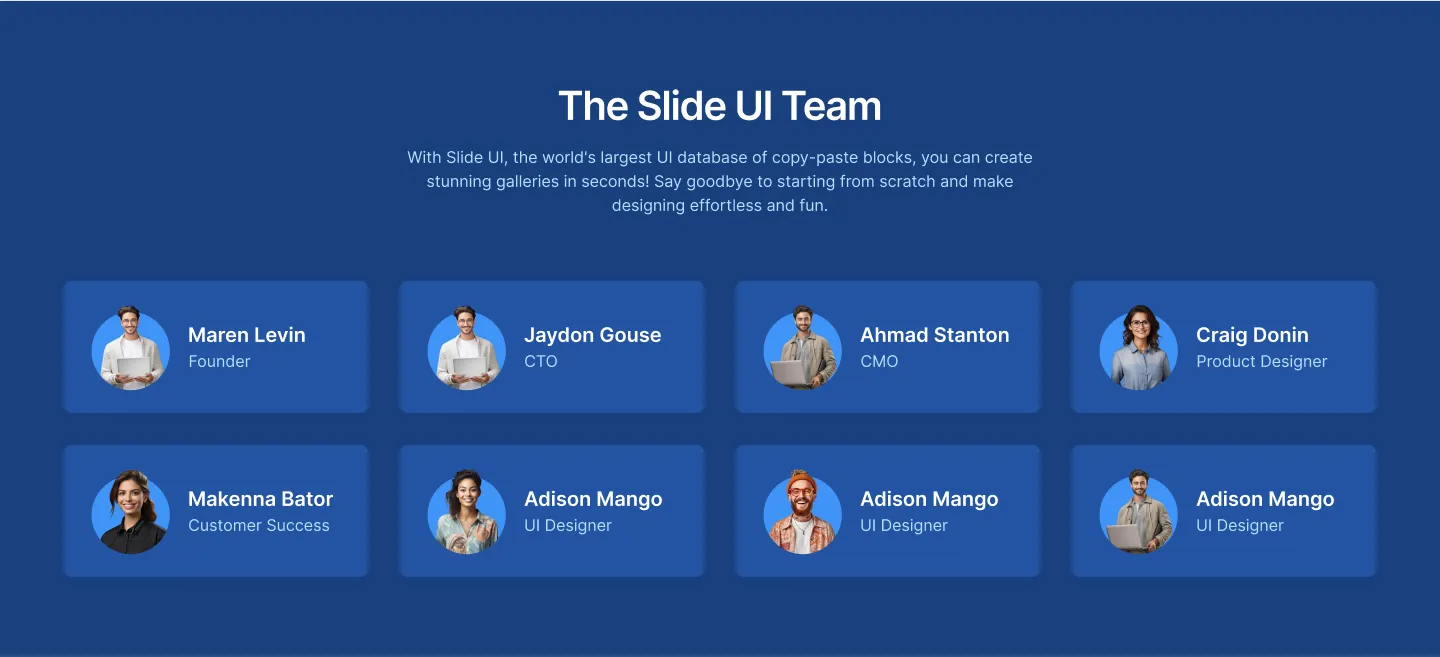 The Slide UI Team
With Slide UI, the world's largest UI database of copy-paste blocks, you can create
stunning galleries in seconds! Say goodbye to starting from scratch and make
designing effortless and fun.
Maren Levin
Founder
Jaydon Gouse
CTO
Ahmad Stanton
CMO
Craig Donin
Product Designer
Makenna Bator
Customer Success
Adison Mango
UI Designer
Adison Mango
UI Designer
Adison Mango
UI Designer